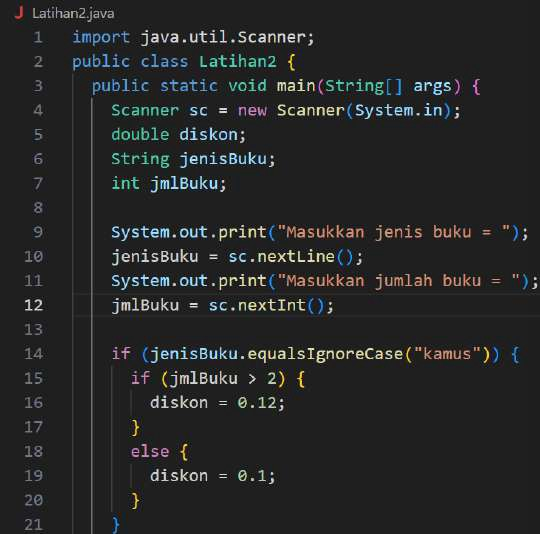 J Latihan2.java
1 import java.util.Scanner;
2 public class Latihan2 {
3 public static void main(String[] args) {
4 Scanner sc = new Scanner(System.in);
5 double diskon;
6 String jenisBuku;
7 int jmlBuku;
8
9 System.out.print("Masukkan jenis buku = ");
10 jenisBuku = sc.nextLine();
11 System.out.print("Masukkan jumlah buku = ");
12 jmlBuku = sc.nextInt();
13
14 if (jenisBuku.equalsIgnoreCase("kamus")) {
15 if (jmlBuku > 2) {
16 diskon = 0.12;
17 }
18 else {
19 diskon = 0.1;
20 }
21 }